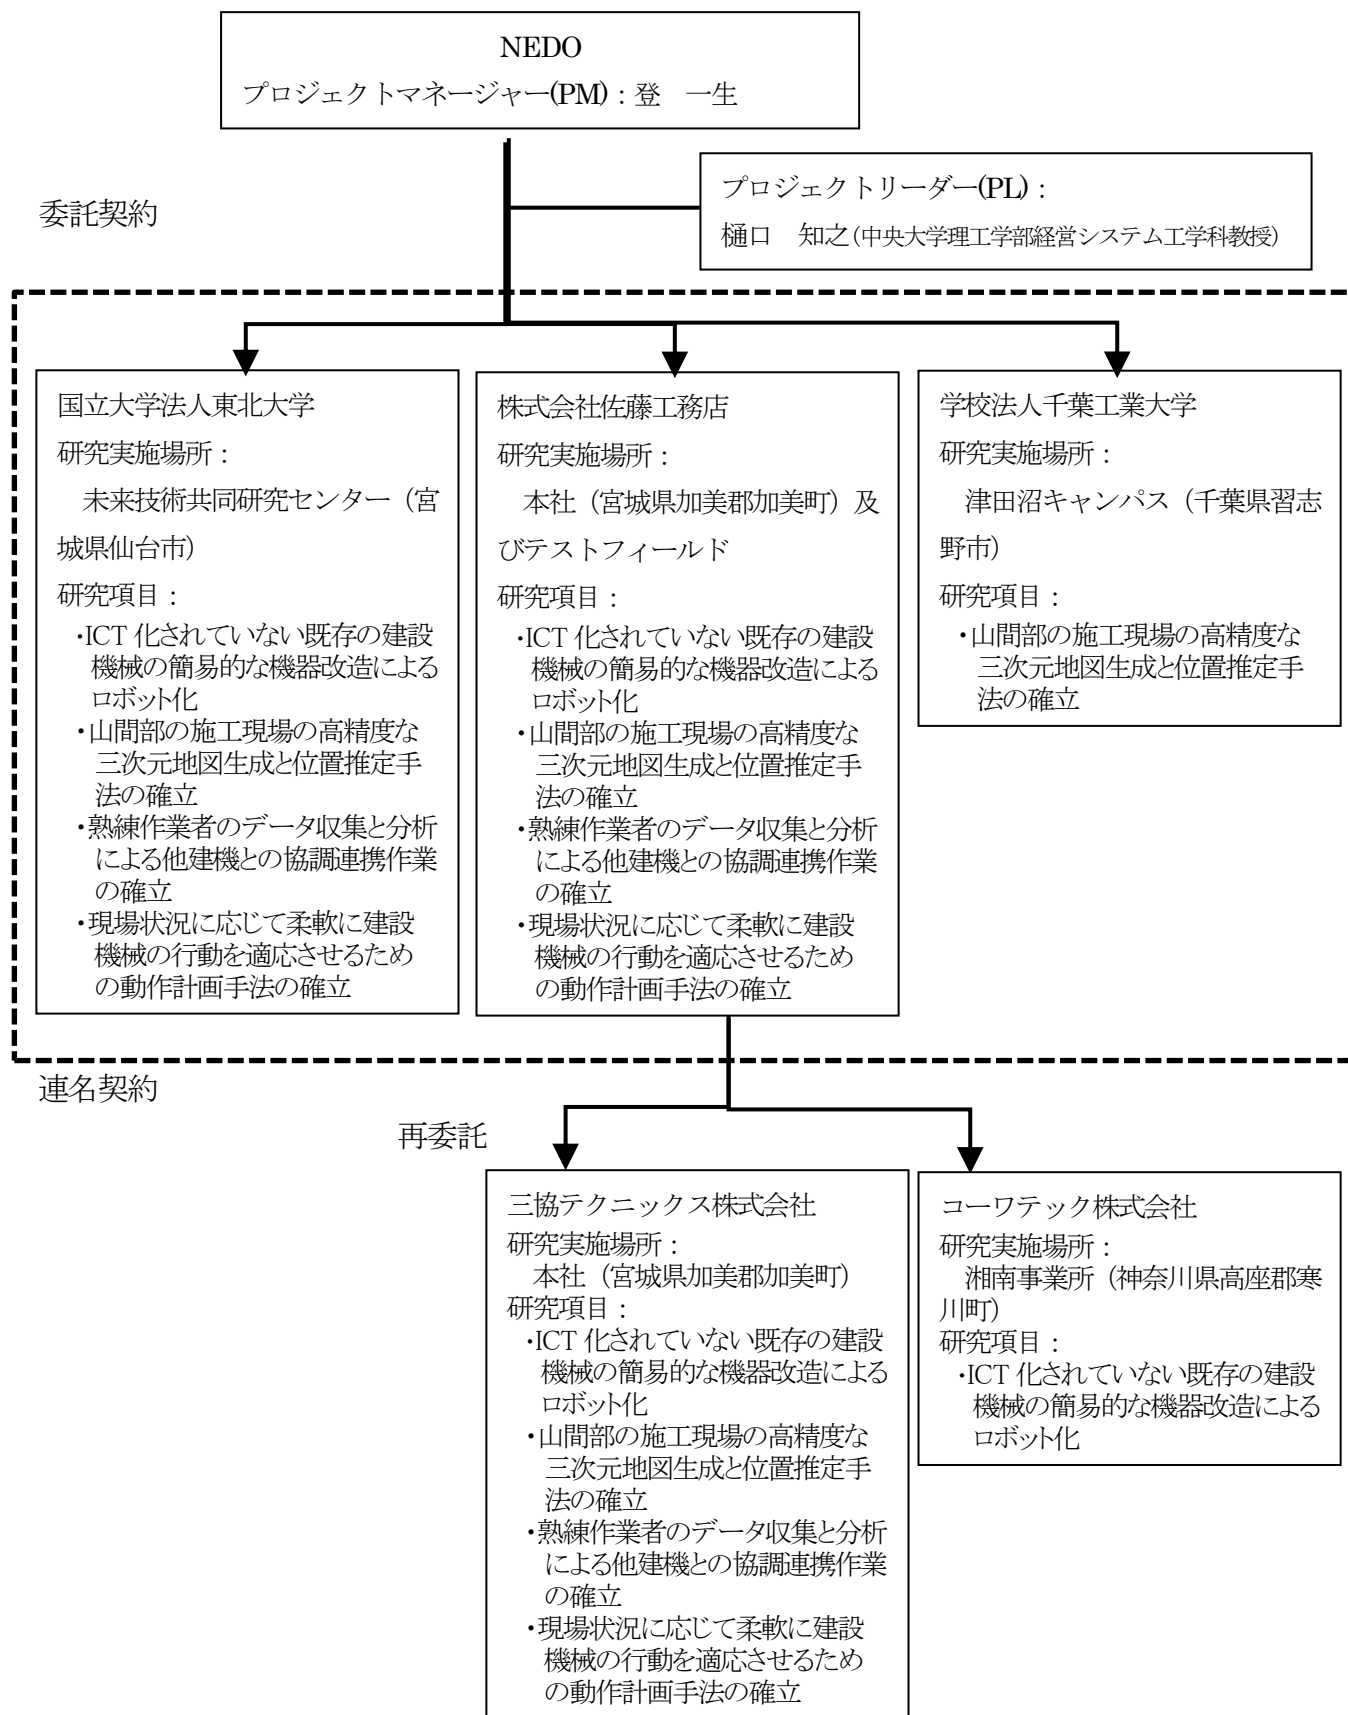 NEDO
プロジェクトマネージャー(PM)：登　一生
プロジェクトリーダー(PL)：
樋口　知之(中央大学理工学部経営システム工学科教授)
委託契約
国立大学法人東北大学
研究実施場所：
未来技術共同研究センター（宮
城県仙台市）
研究項目：
・ICT 化されていない既存の建設
機械の簡易的な機器改造による
ロボット化
・山間部の施工現場の高精度な
三次元地図生成と位置推定手
法の確立
・熟練作業者のデータ収集と分析
による他建機との協調連携作業
の確立
・現場状況に応じて柔軟に建設
機械の行動を適応させるため
の動作計画手法の確立
株式会社佐藤工務店
研究実施場所：
本社（宮城県加美郡加美町）及
びテストフィールド
研究項目：
・ICT 化されていない既存の建設
機械の簡易的な機器改造による
ロボット化
・山間部の施工現場の高精度な
三次元地図生成と位置推定手
法の確立
・熟練作業者のデータ収集と分析
による他建機との協調連携作業
の確立
・現場状況に応じて柔軟に建設
機械の行動を適応させるため
の動作計画手法の確立
学校法人千葉工業大学
研究実施場所：
津田沼キャンパス（千葉県習志
野市）
研究項目：
・山間部の施工現場の高精度な
三次元地図生成と位置推定手
法の確立
連名契約
再委託
三協テクニックス株式会社
研究実施場所：
本社（宮城県加美郡加美町）
研究項目：
・ICT 化されていない既存の建設
機械の簡易的な機器改造による
ロボット化
・山間部の施工現場の高精度な
三次元地図生成と位置推定手
法の確立
・熟練作業者のデータ収集と分析
による他建機との協調連携作業
の確立
・現場状況に応じて柔軟に建設
機械の行動を適応させるため
の動作計画手法の確立
コーワテック株式会社
研究実施場所：
湘南事業所（神奈川県高座郡寒
川町）
研究項目：
・ICT 化されていない既存の建設
機械の簡易的な機器改造による
ロボット化